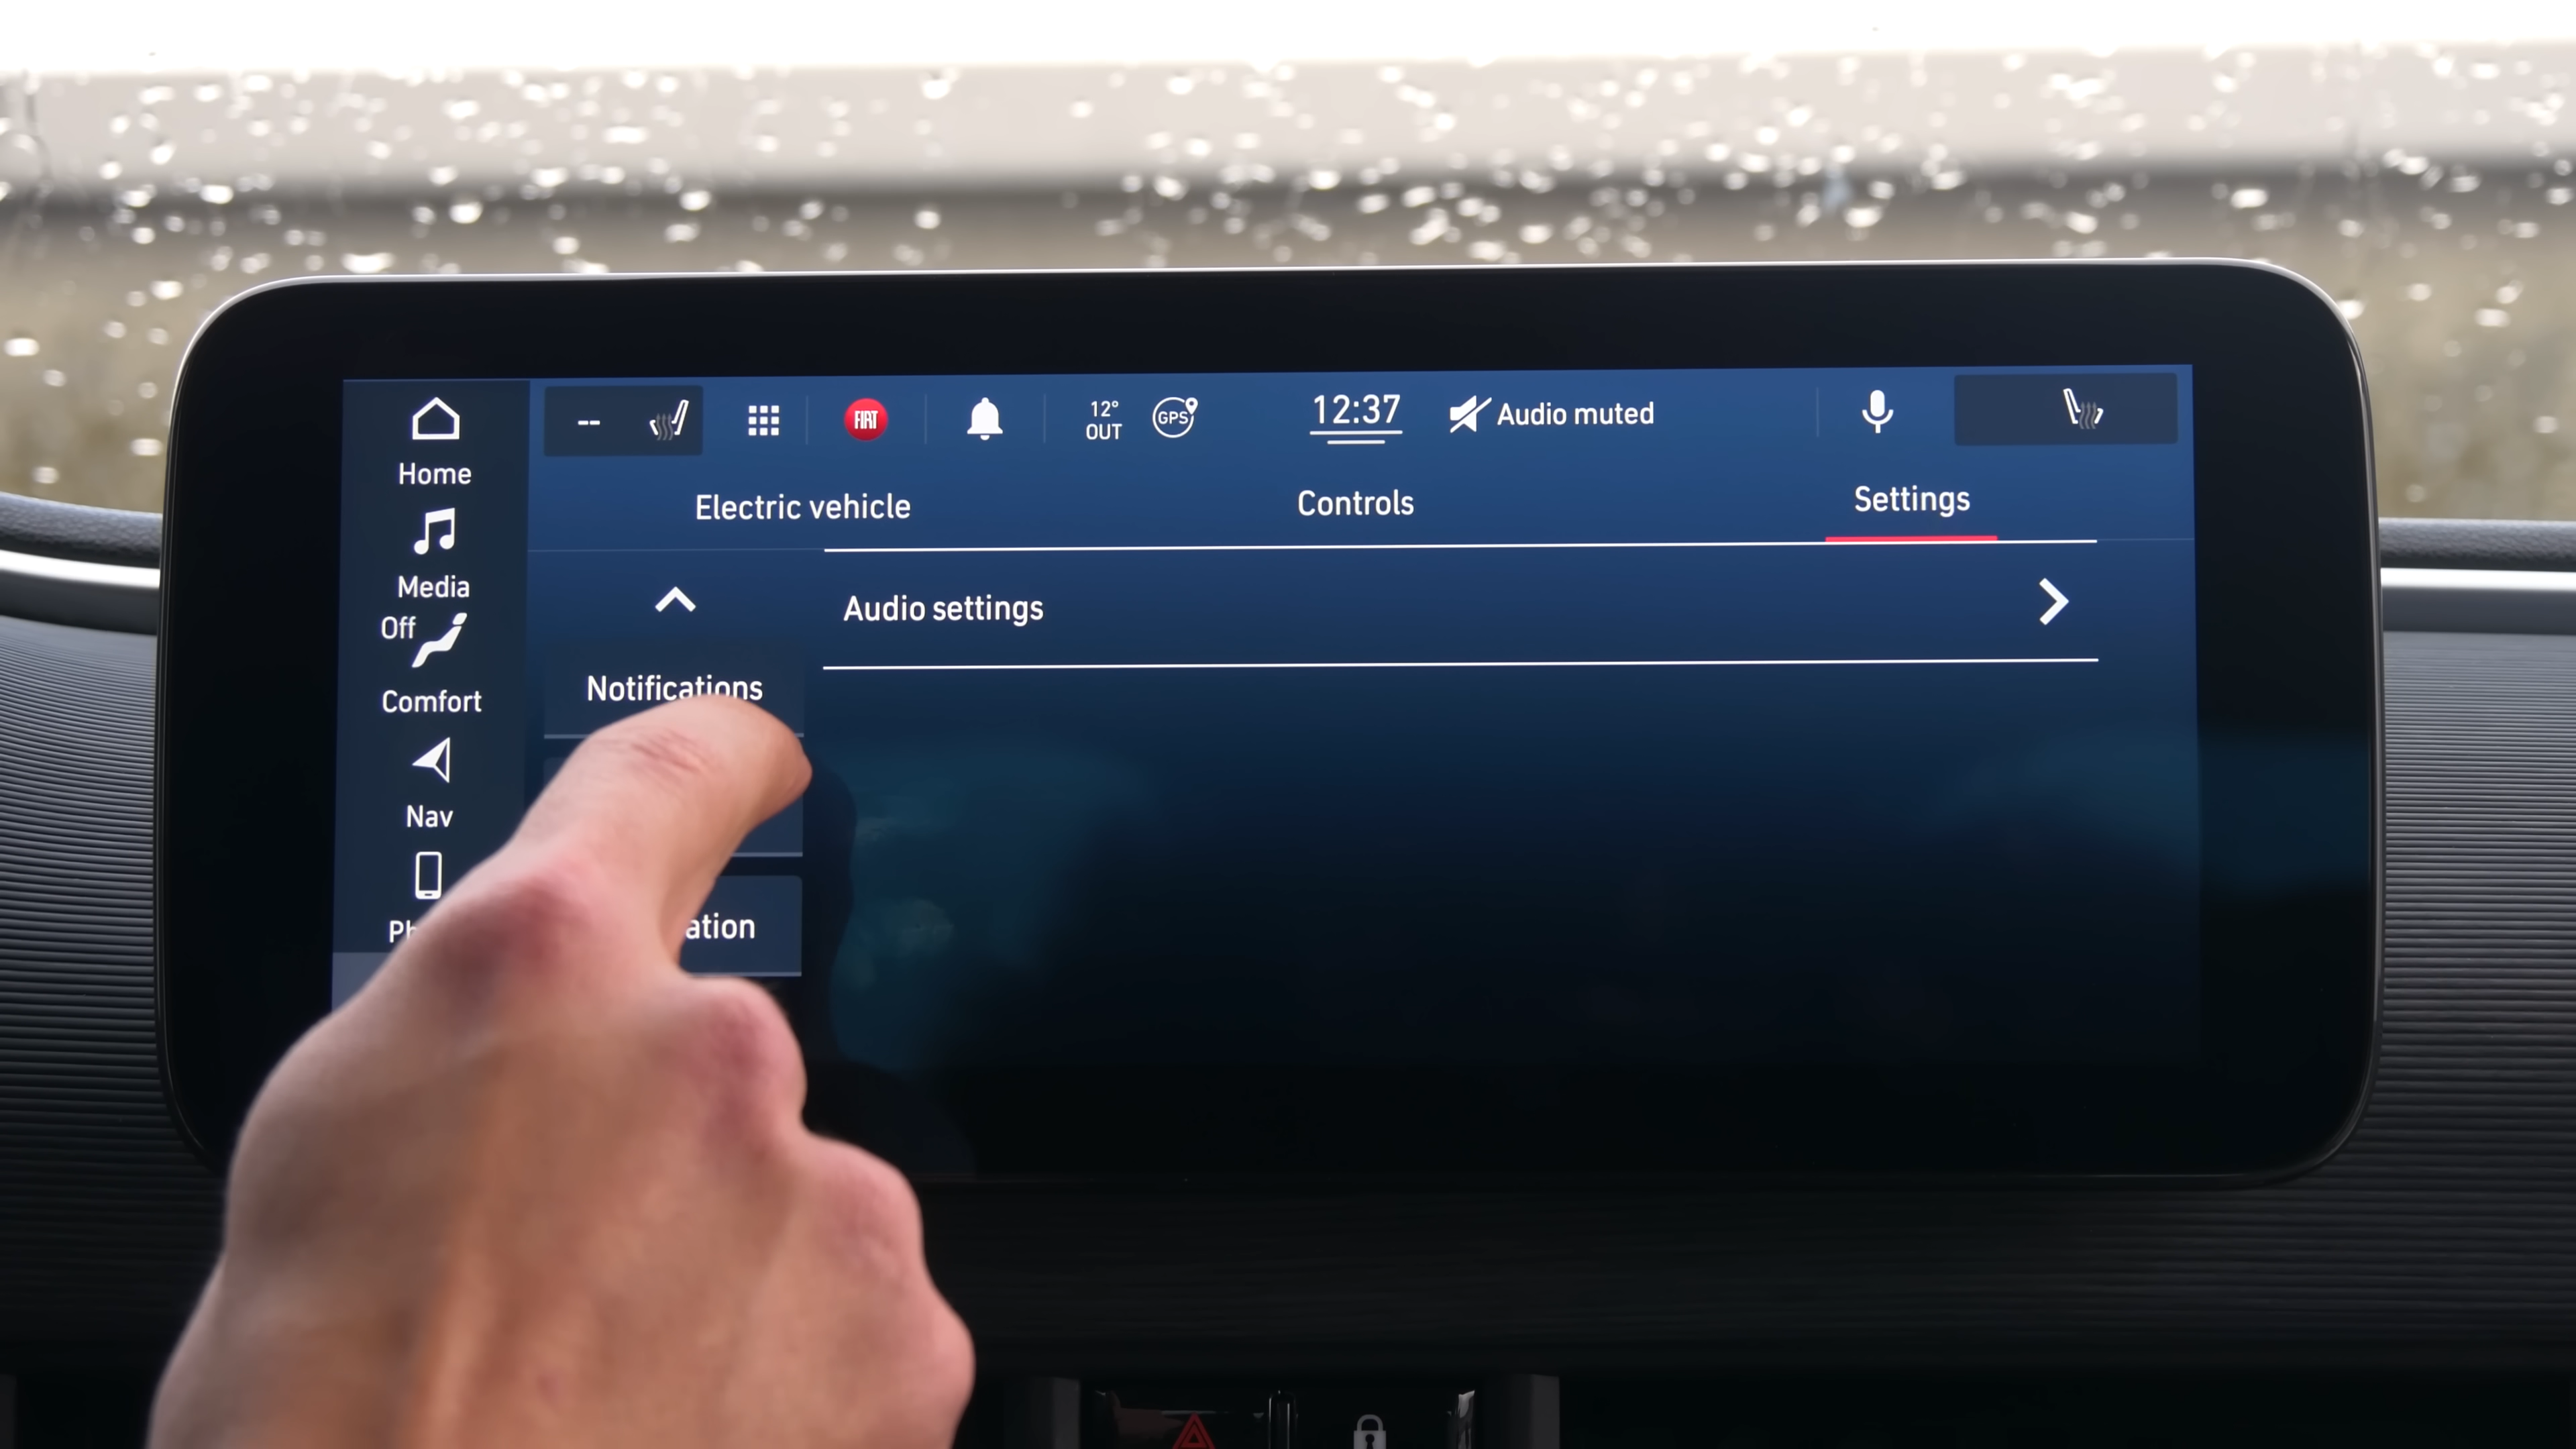 Home
Media
Off
Comfort
Nav
--
FIAT
12°
OUT
GPS
12:37
Audio muted
Electric vehicle
Controls
Settings
Audio settings
Notifications